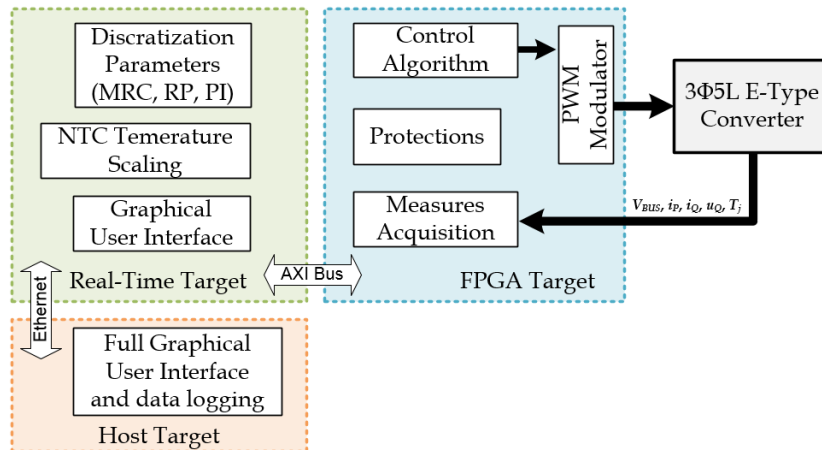 Discratization
Parameters
(MRC, RP, PI)
NTC Temerature
Scaling
Graphical
User Interface
Real-Time Target
Control
Algorithm
PWM
Modulator
Protections
Measures
Acquisition
FPGA Target
AXI Bus
3Φ5L E-Type
Converter
V_BUS, i_P, i_Q, u_Q, T_j
Ethernet
Full Graphical
User Interface
and data logging
Host Target